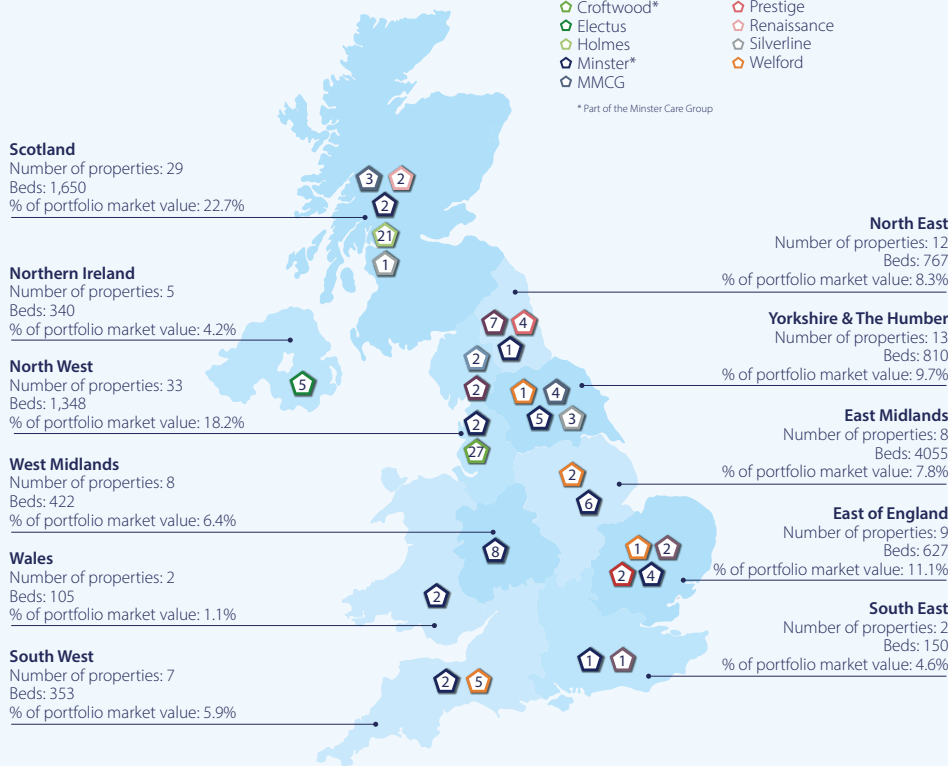 Croftwood*
Electus
Holmes
Minster*
MMCG
Prestige
Renaissance
Silverline
Welford
* Part of the Minster Care Group
Scotland
Number of properties: 29
Beds: 1,650
% of portfolio market value: 22.7%
Northern Ireland
Number of properties: 5
Beds: 340
% of portfolio market value: 4.2%
North West
Number of properties: 33
Beds: 1,348
% of portfolio market value: 18.2%
West Midlands
Number of properties: 8
Beds: 422
% of portfolio market value: 6.4%
Wales
Number of properties: 2
Beds: 105
% of portfolio market value: 1.1%
South West
Number of properties: 7
Beds: 353
% of portfolio market value: 5.9%
3 2
2
21
1
5
7 4
1
2
2
2
27
1 4
5 3
2
6
8
1 2
2 4
2
1 1
2 5
North East
Number of properties: 12
Beds: 767
% of portfolio market value: 8.3%
Yorkshire & The Humber
Number of properties: 13
Beds: 810
% of portfolio market value: 9.7%
East Midlands
Number of properties: 8
Beds: 4055
% of portfolio market value: 7.8%
East of England
Number of properties: 9
Beds: 627
% of portfolio market value: 11.1%
South East
Number of properties: 2
Beds: 150
% of portfolio market value: 4.6%